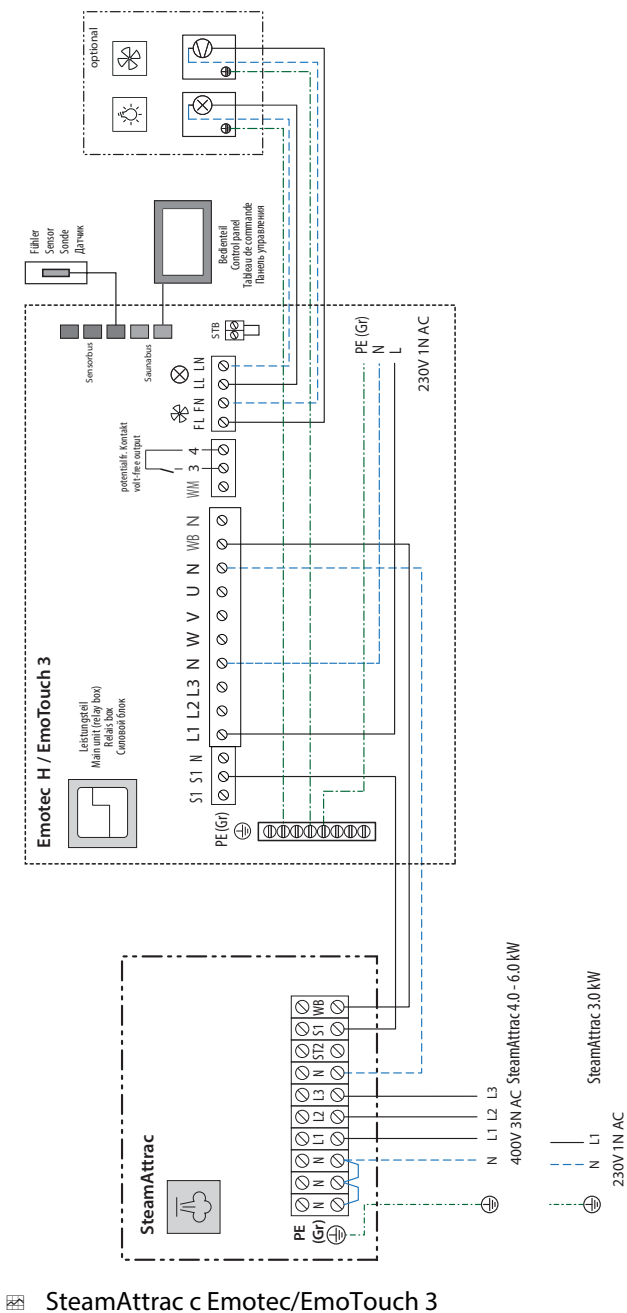 optional
Fühler
Sensor
Sonde
Датчик
Bedienteil
Control panel
Tableau de commande
Панель управления
Sensorbus
Saunabus
STB
FL FN LL LN
potentialfr. Kontakt
volt-free output
WM 3 4
PE (Gr)
N
L
230V 1N AC
Emotec H / EmoTouch 3
Leistungsteil
Main unit (relay box)
Relais box
Силовой блок
L1 L2 L3 N W V U N WB N
S1 S1 N
PE (Gr)
SteamAttrac
PE
(Gr)
N N N L1 L2 L3 N ST2 S1 WB
N L1 L2 L3
400V 3N AC SteamAttrac 4.0 - 6.0 kW
N L1
230V 1N AC
SteamAttrac 3.0 kW
SteamAttrac с Emotec/EmoTouch 3